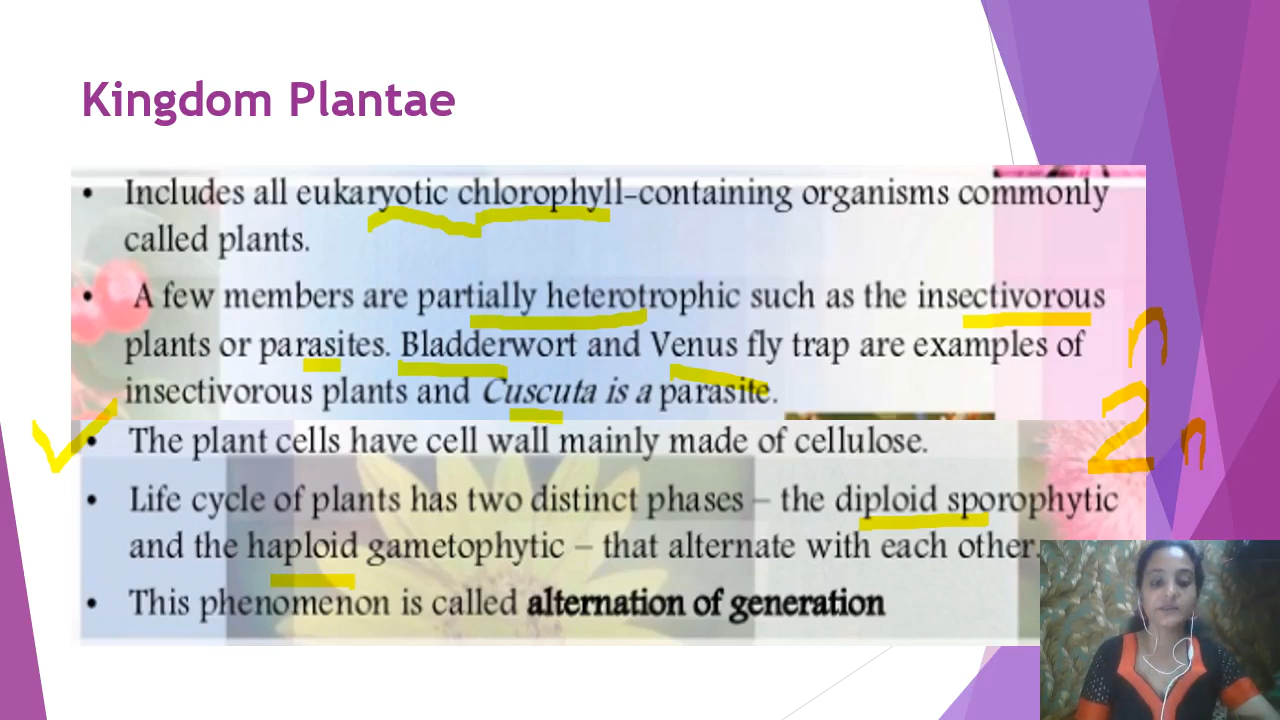 Kingdom Plantae
• Includes all eukaryotic chlorophyll-containing organisms commonly
called plants.
• A few members are partially heterotrophic such as the insectivorous
plants or parasites. Bladderwort and Venus fly trap are examples of
insectivorous plants and Cuscuta is a parasite.
• The plant cells have cell wall mainly made of cellulose.
• Life cycle of plants has two distinct phases – the diploid sporophytic
and the haploid gametophytic – that alternate with each other.
• This phenomenon is called alternation of generation
n
2n